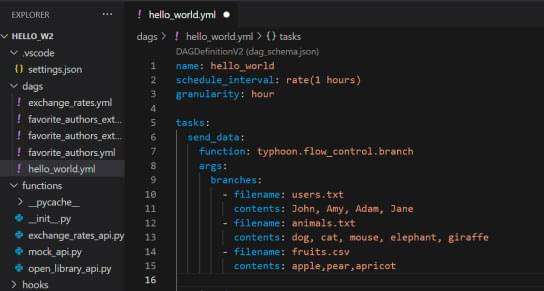 EXPLORER ...
HELLO_W2
.vscode
{} settings.json
dags
! exchange_rates.yml
! favorite_authors_ext...
! favorite_authors_ext...
! favorite_authors.yml
! hello_world.yml
functions
__pycache__
__init__.py
exchange_rates_api.py
mock_api.py
open_library_api.py
hooks
! hello_world.yml ●
dags > ! hello_world.yml > {} tasks
DAGDefinitionV2 (dag_schema.json)
1 name: hello_world
2 schedule_interval: rate(1 hours)
3 granularity: hour
4
5 tasks:
6 send_data:
7 function: typhoon.flow_control.branch
8 args:
9 branches:
10 - filename: users.txt
11 contents: John, Amy, Adam, Jane
12 - filename: animals.txt
13 contents: dog, cat, mouse, elephant, giraffe
14 - filename: fruits.csv
15 contents: apple,pear,apricot
16